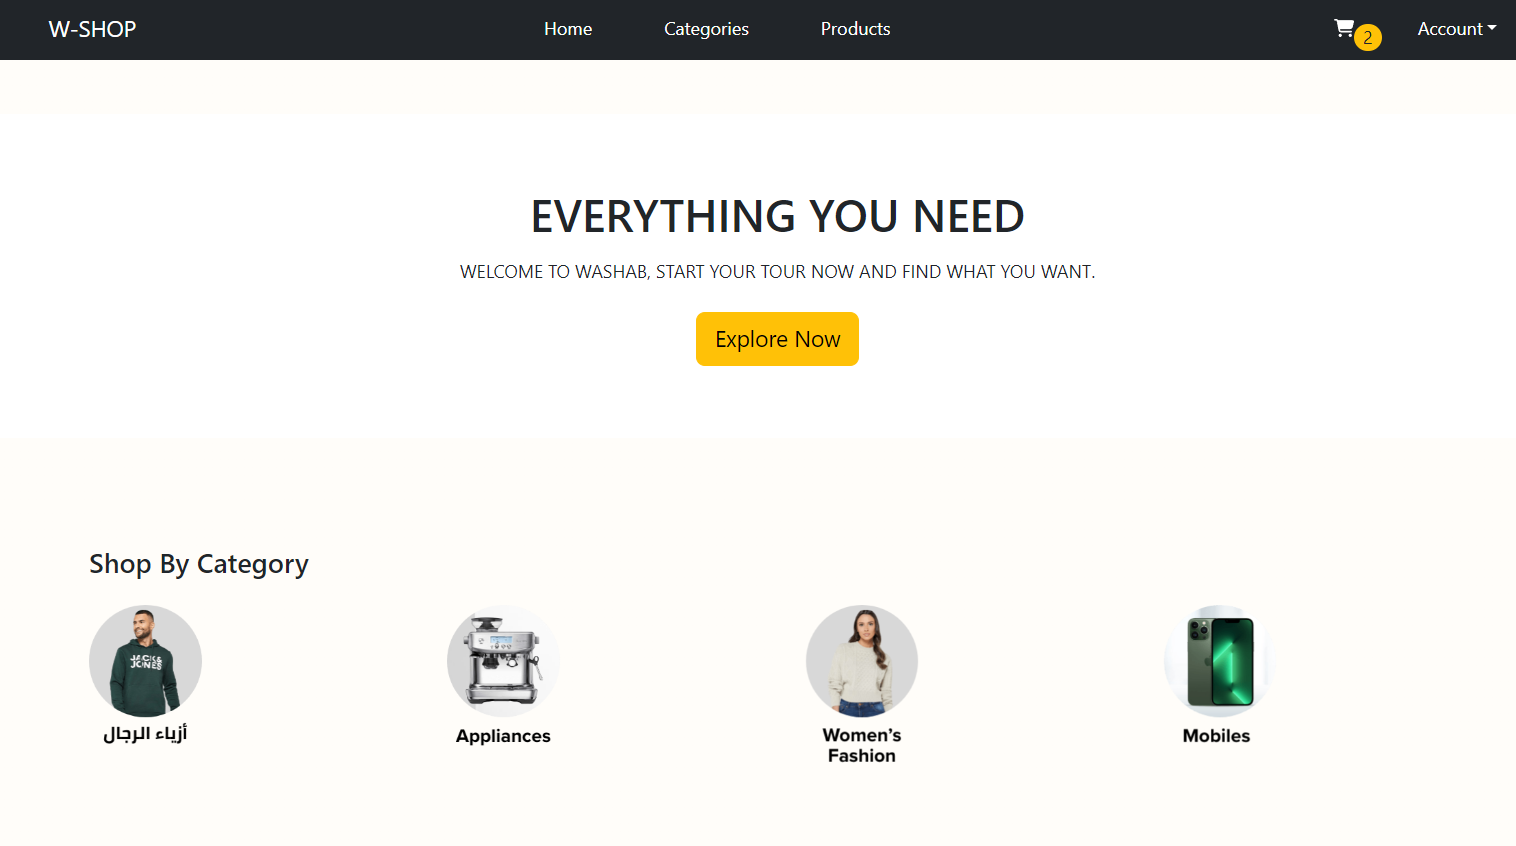 W-SHOP
Home
Categories
Products
2
Account
EVERYTHING YOU NEED
WELCOME TO WASHAB, START YOUR TOUR NOW AND FIND WHAT YOU WANT.
Explore Now
Shop By Category
JACK&
JONES
أزياء الرجال
Appliances
Women’s
Fashion
Mobiles